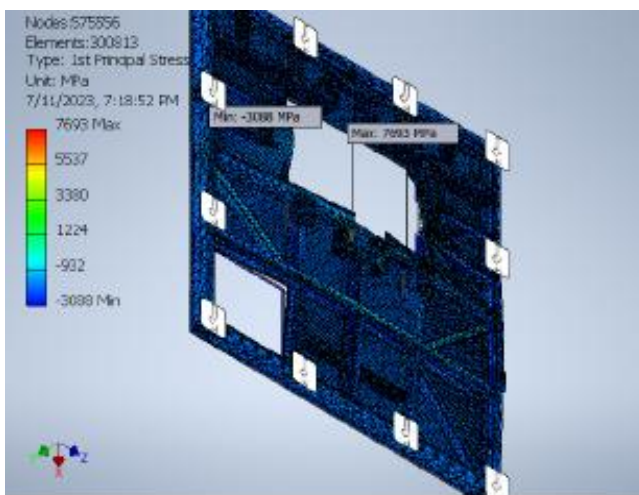 Nodes:575556
Elements:300813
Type: 1st Principal Stress
Unit: MPa
7/11/2023, 7:18:52 PM
7693 Max
5537
3380
1224
-932
-3088 Min
Min: -3088 MPa
Max: 7693 MPa
Z
X